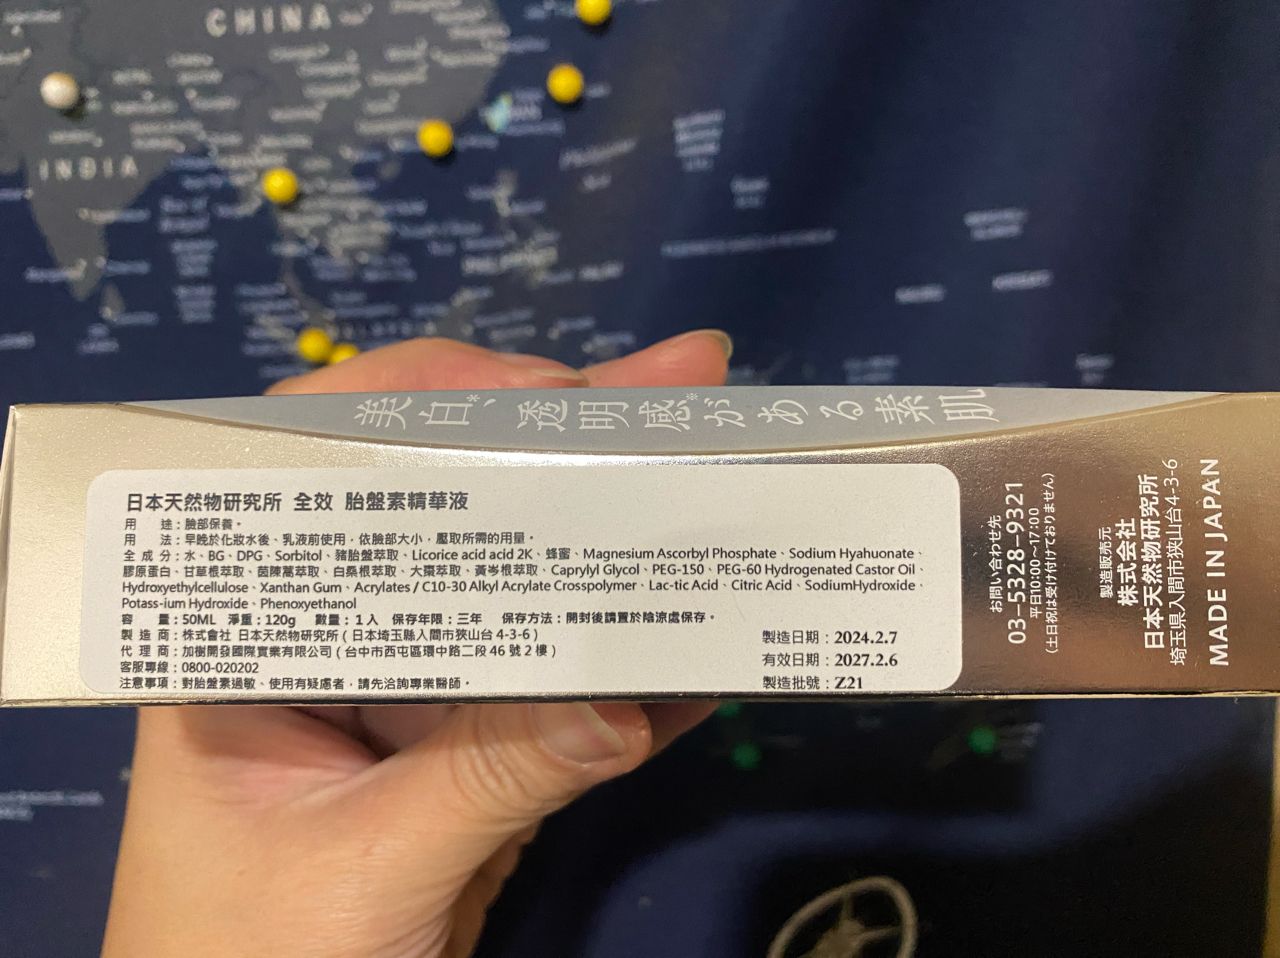 CHINA
INDIA
美白*、透明感※がある素肌
日本天然物研究所 全效 胎盤素精華液
用 途：臉部保養。
用 法：早晚於化妝水後、乳液前使用，依臉部大小，壓取所需的用量。
全 成 分：水、BG、DPG、Sorbitol、豬胎盤萃取、Licorice acid acid 2K、蜂蜜、Magnesium Ascorbyl Phosphate、Sodium Hyahuonate、
膠原蛋白、甘草根萃取、茵陳蒿萃取、白桑根萃取、大棗萃取、黃岑根萃取、Caprylyl Glycol、PEG-150、PEG-60 Hydrogenated Castor Oil、
Hydroxyethylcellulose、Xanthan Gum、Acrylates / C10-30 Alkyl Acrylate Crosspolymer、Lac-tic Acid、Citric Acid、SodiumHydroxide、
Potass-ium Hydroxide、Phenoxyethanol
容 量：50ML 淨重：120g 數量：1 入 保存年限：三年 保存方法：開封後請置於陰涼處保存。
製 造 商：株式會社 日本天然物研究所（日本埼玉縣入間市狹山台 4-3-6）
代 理 商：加樹開發國際實業有限公司（台中市西屯區環中路二段 46 號 2 樓）
客服專線：0800-020202
注意事項：對胎盤素過敏、使用有疑慮者，請先洽詢專業醫師。
製造日期：2024.2.7
有效日期：2027.2.6
製造批號：Z21
お問い合わせ先
03-5328-9321
平日10:00～17:00
(土日祝は受け付けておりません)
製造販売元
株式会社
日本天然物研究所
埼玉県入間市狭山台4-3-6
MADE IN JAPAN